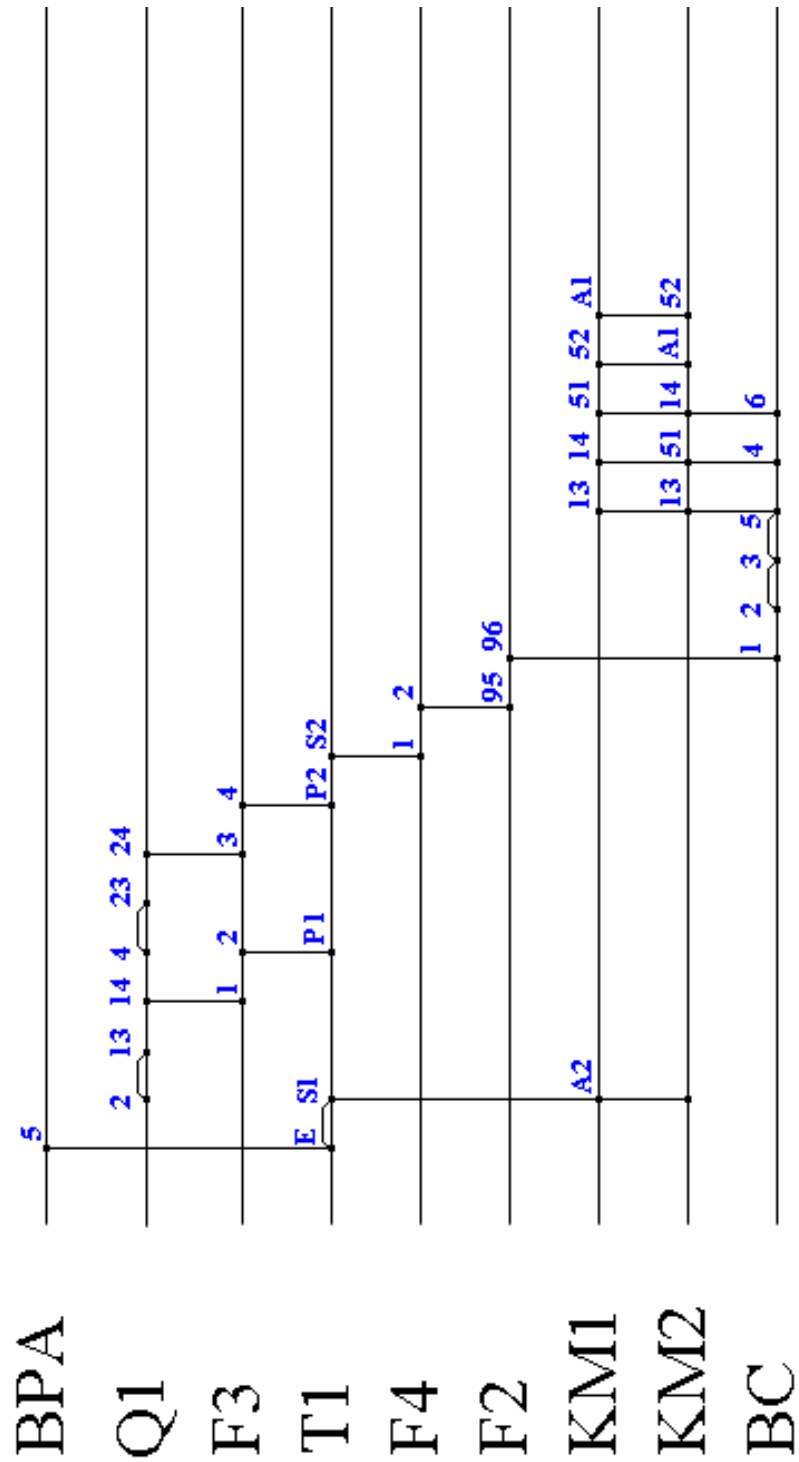 BPA 5
Q1 2 13 14 4 23 24
F3 1 2 3 4
T1 E S1 P1 P2 S2
F4 1 2
F2 95 96
KM1 A2 13 14 51 52 A1
KM2 13 51 14 A1 52
BC 1 2 3 5 4 6